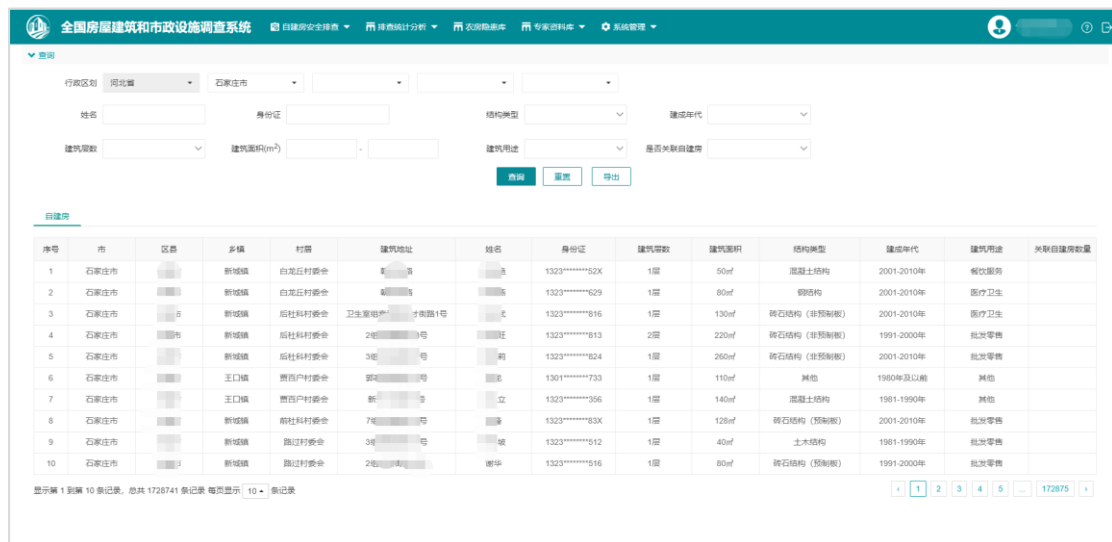 全国房屋建筑和市政设施调查系统 自建房安全排查 排查统计分析 农房隐患库 专家资料库 系统管理
查询
行政区划 河北省 石家庄市
姓名 身份证 结构类型 建成年代
建筑层数 建筑面积(m²) - 建筑用途 是否关联自建房
查询 重置 导出
自建房
序号 市 区县 乡镇 村居 建筑地址 姓名 身份证 建筑层数 建筑面积 结构类型 建成年代 建筑用途 关联自建房数量
1 石家庄市 新城镇 白龙丘村委会 1323********52X 1层 50㎡ 混凝土结构 2001-2010年 餐饮服务
2 石家庄市 新城镇 白龙丘村委会 1323********629 1层 80㎡ 钢结构 2001-2010年 医疗卫生
3 石家庄市 新城镇 后杜科村委会 卫生室 街路1号 1323********816 1层 130㎡ 砖石结构（非预制板） 2001-2010年 医疗卫生
4 石家庄市 新城镇 后杜科村委会 号 1323********813 2层 220㎡ 砖石结构（非预制板） 1991-2000年 批发零售
5 石家庄市 新城镇 后杜科村委会 号 莉 1323********824 1层 260㎡ 砖石结构（非预制板） 2001-2010年 批发零售
6 石家庄市 王口镇 贾百户村委会 号 1301********733 1层 110㎡ 其他 1980年及以前 其他
7 石家庄市 王口镇 贾百户村委会 立 1323********356 1层 140㎡ 混凝土结构 1981-1990年 其他
8 石家庄市 新城镇 前杜科村委会 号 1323********83X 1层 128㎡ 砖石结构（预制板） 2001-2010年 批发零售
9 石家庄市 新城镇 路过村委会 号 坡 1323********512 1层 40㎡ 土木结构 1981-1990年 批发零售
10 石家庄市 新城镇 路过村委会 号 谢华 1323********516 1层 80㎡ 砖石结构（预制板） 1991-2000年 批发零售
显示第 1 到第 10 条记录，总共 1728741 条记录 每页显示 10 条记录 ‹ 1 2 3 4 5 ... 172875 ›